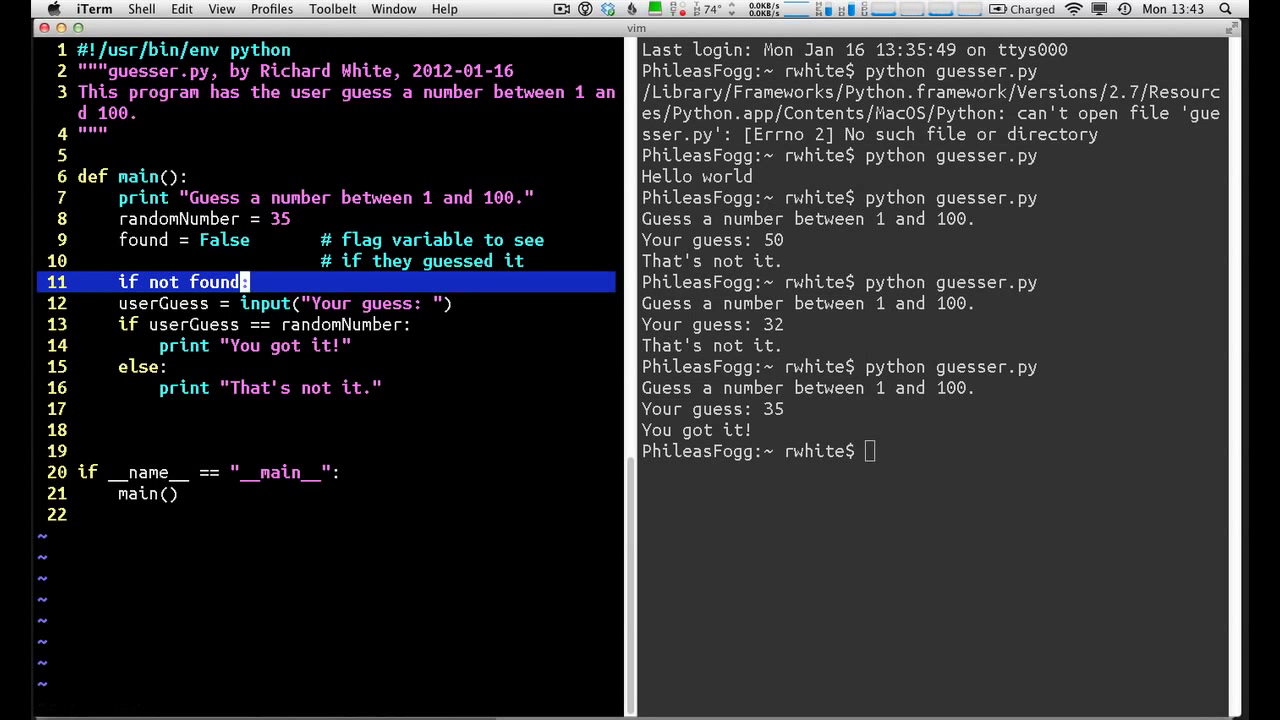 iTerm Shell Edit View Profiles Toolbelt Window Help 74° 0.0KB/s 0.0KB/s Charged Mon 13:43
vim
1 #!/usr/bin/env python
2 """guesser.py, by Richard White, 2012-01-16
3 This program has the user guess a number between 1 an
d 100.
4 """
5
6 def main():
7 print "Guess a number between 1 and 100."
8 randomNumber = 35
9 found = False # flag variable to see
10 # if they guessed it
11 if not found:
12 userGuess = input("Your guess: ")
13 if userGuess == randomNumber:
14 print "You got it!"
15 else:
16 print "That's not it."
17
18
19
20 if __name__ == "__main__":
21 main()
22
~
~
~
~
~
~
~
~
Last login: Mon Jan 16 13:35:49 on ttys000
PhileasFogg:~ rwhite$ python guesser.py
/Library/Frameworks/Python.framework/Versions/2.7/Resourc
es/Python.app/Contents/MacOS/Python: can't open file 'gue
sser.py': [Errno 2] No such file or directory
PhileasFogg:~ rwhite$ python guesser.py
Hello world
PhileasFogg:~ rwhite$ python guesser.py
Guess a number between 1 and 100.
Your guess: 50
That's not it.
PhileasFogg:~ rwhite$ python guesser.py
Guess a number between 1 and 100.
Your guess: 32
That's not it.
PhileasFogg:~ rwhite$ python guesser.py
Guess a number between 1 and 100.
Your guess: 35
You got it!
PhileasFogg:~ rwhite$